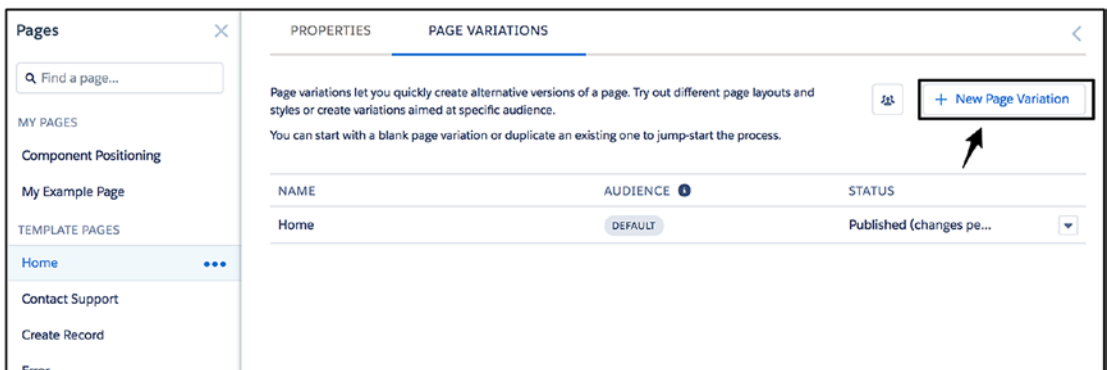 Pages
Find a page...
MY PAGES
Component Positioning
My Example Page
TEMPLATE PAGES
Home
Contact Support
Create Record
Error
PROPERTIES
PAGE VARIATIONS
Page variations let you quickly create alternative versions of a page. Try out different page layouts and
styles or create variations aimed at specific audience.
You can start with a blank page variation or duplicate an existing one to jump-start the process.
+ New Page Variation
NAME AUDIENCE STATUS
Home DEFAULT Published (changes pe...